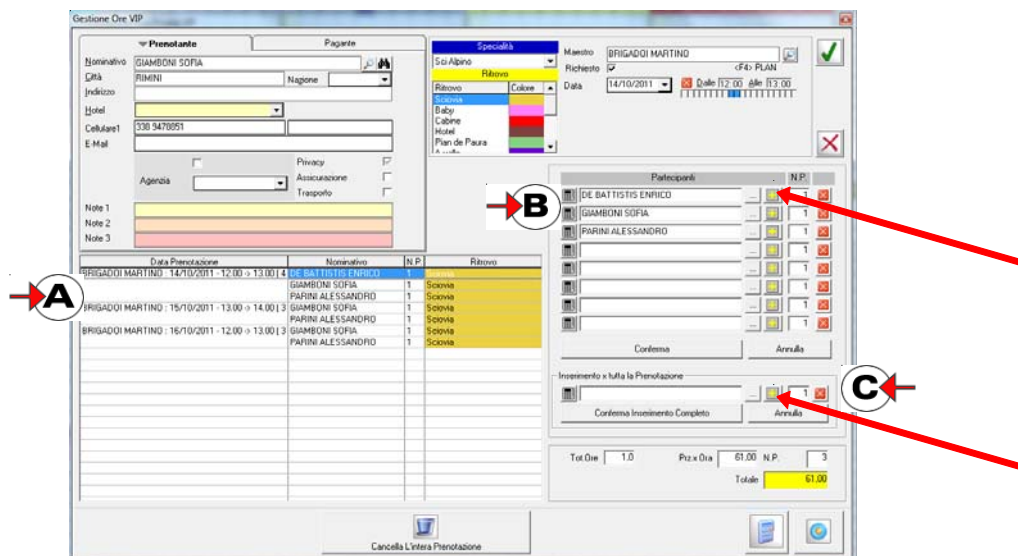 Gestione Ore VIP
Prenotante
Pagante
Nominativo GIAMBONI SOFIA
Città RIMINI Nazione
Indirizzo
Hotel
Cellulare1 338 9470851
E-Mail
Privacy
Agenzia Assicurazione
Trasporto
Note 1
Note 2
Note 3
Specialità
Sci Alpino
Ritrovo
Ritrovo Colore
Sciovia
Baby
Cabine
Hotel
Pian de Paura
Maestro BRIGADOI MARTINO
Richiesto <F4> PLAN
Data 14/10/2011 Dalle 12:00 Alle 13:00
Partecipanti N.P.
B
DE BATTISTIS ENRICO ... 1
GIAMBONI SOFIA ... 1
PARINI ALESSANDRO ... 1
... 1
... 1
... 1
... 1
... 1
Conferma Annulla
Inserimento x tutta la Prenotazione
C
... 1
Conferma Inserimento Completo Annulla
Tot.Ore 1.0 Prz.x Ora 61.00 N.P. 3
Totale 61,00
A
Data Prenotazione Nominativo N.P. Ritrovo
BRIGADOI MARTINO : 14/10/2011 - 12.00 -> 13.00 [ 4 DE BATTISTIS ENRICO 1 Sciovia
GIAMBONI SOFIA 1 Sciovia
PARINI ALESSANDRO 1 Sciovia
BRIGADOI MARTINO : 15/10/2011 - 13.00 -> 14.00 [ 3 GIAMBONI SOFIA 1 Sciovia
PARINI ALESSANDRO 1 Sciovia
BRIGADOI MARTINO : 16/10/2011 - 12.00 -> 13.00 [ 3 GIAMBONI SOFIA 1 Sciovia
PARINI ALESSANDRO 1 Sciovia
Cancella L'intera Prenotazione